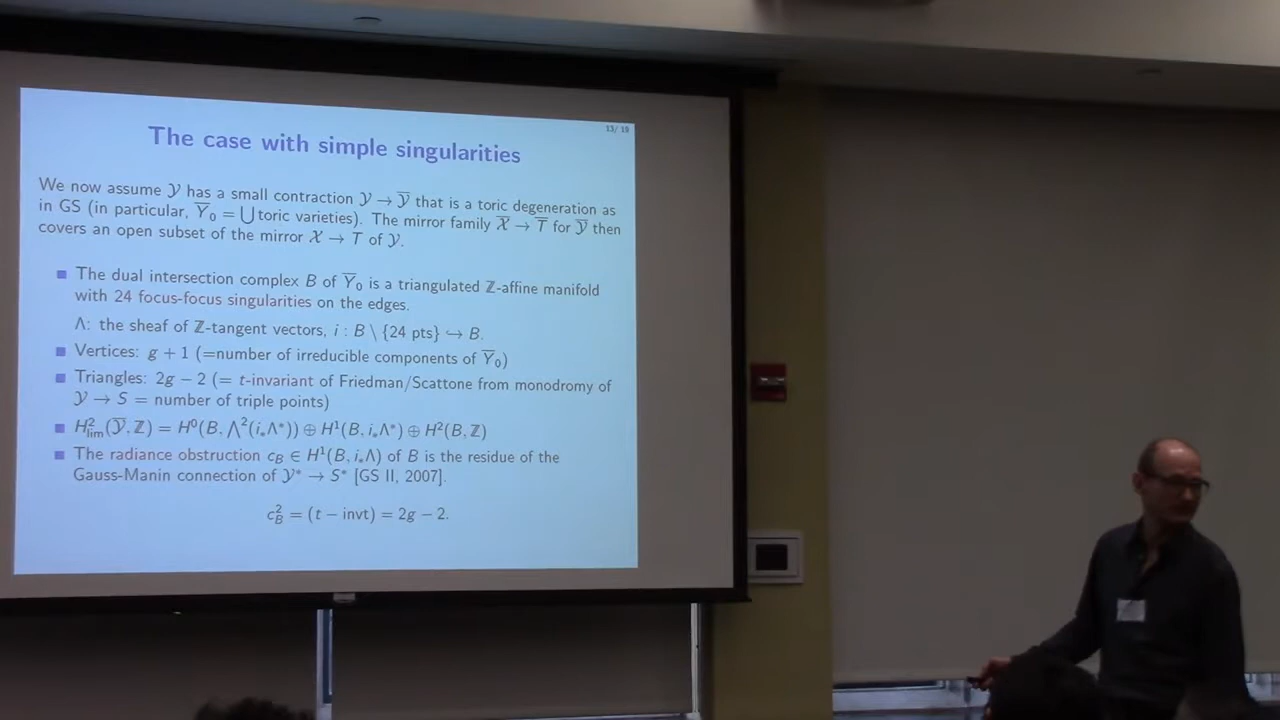 13/ 19
The case with simple singularities
We now assume 𝒴 has a small contraction 𝒴 → 𝒴̅ that is a toric degeneration as
in GS (in particular, Y̅₀ = ⋃ toric varieties). The mirror family 𝒳̅ → T̅ for 𝒴̅ then
covers an open subset of the mirror 𝒳 → T of 𝒴.
■ The dual intersection complex B of Y̅₀ is a triangulated ℤ-affine manifold
with 24 focus-focus singularities on the edges.
Λ: the sheaf of ℤ-tangent vectors, i : B \ {24 pts} ↪ B.
■ Vertices: g + 1 (=number of irreducible components of Y̅₀)
■ Triangles: 2g − 2 (= t-invariant of Friedman/Scattone from monodromy of
𝒴 → S = number of triple points)
■ H²_lim(𝒴̅, ℤ) = H⁰(B, ⋀²(i_*Λ*)) ⊕ H¹(B, i_*Λ*) ⊕ H²(B, ℤ)
■ The radiance obstruction c_B ∈ H¹(B, i_*Λ) of B is the residue of the
Gauss-Manin connection of 𝒴* → S* [GS II, 2007].
c_B² = (t − invt) = 2g − 2.